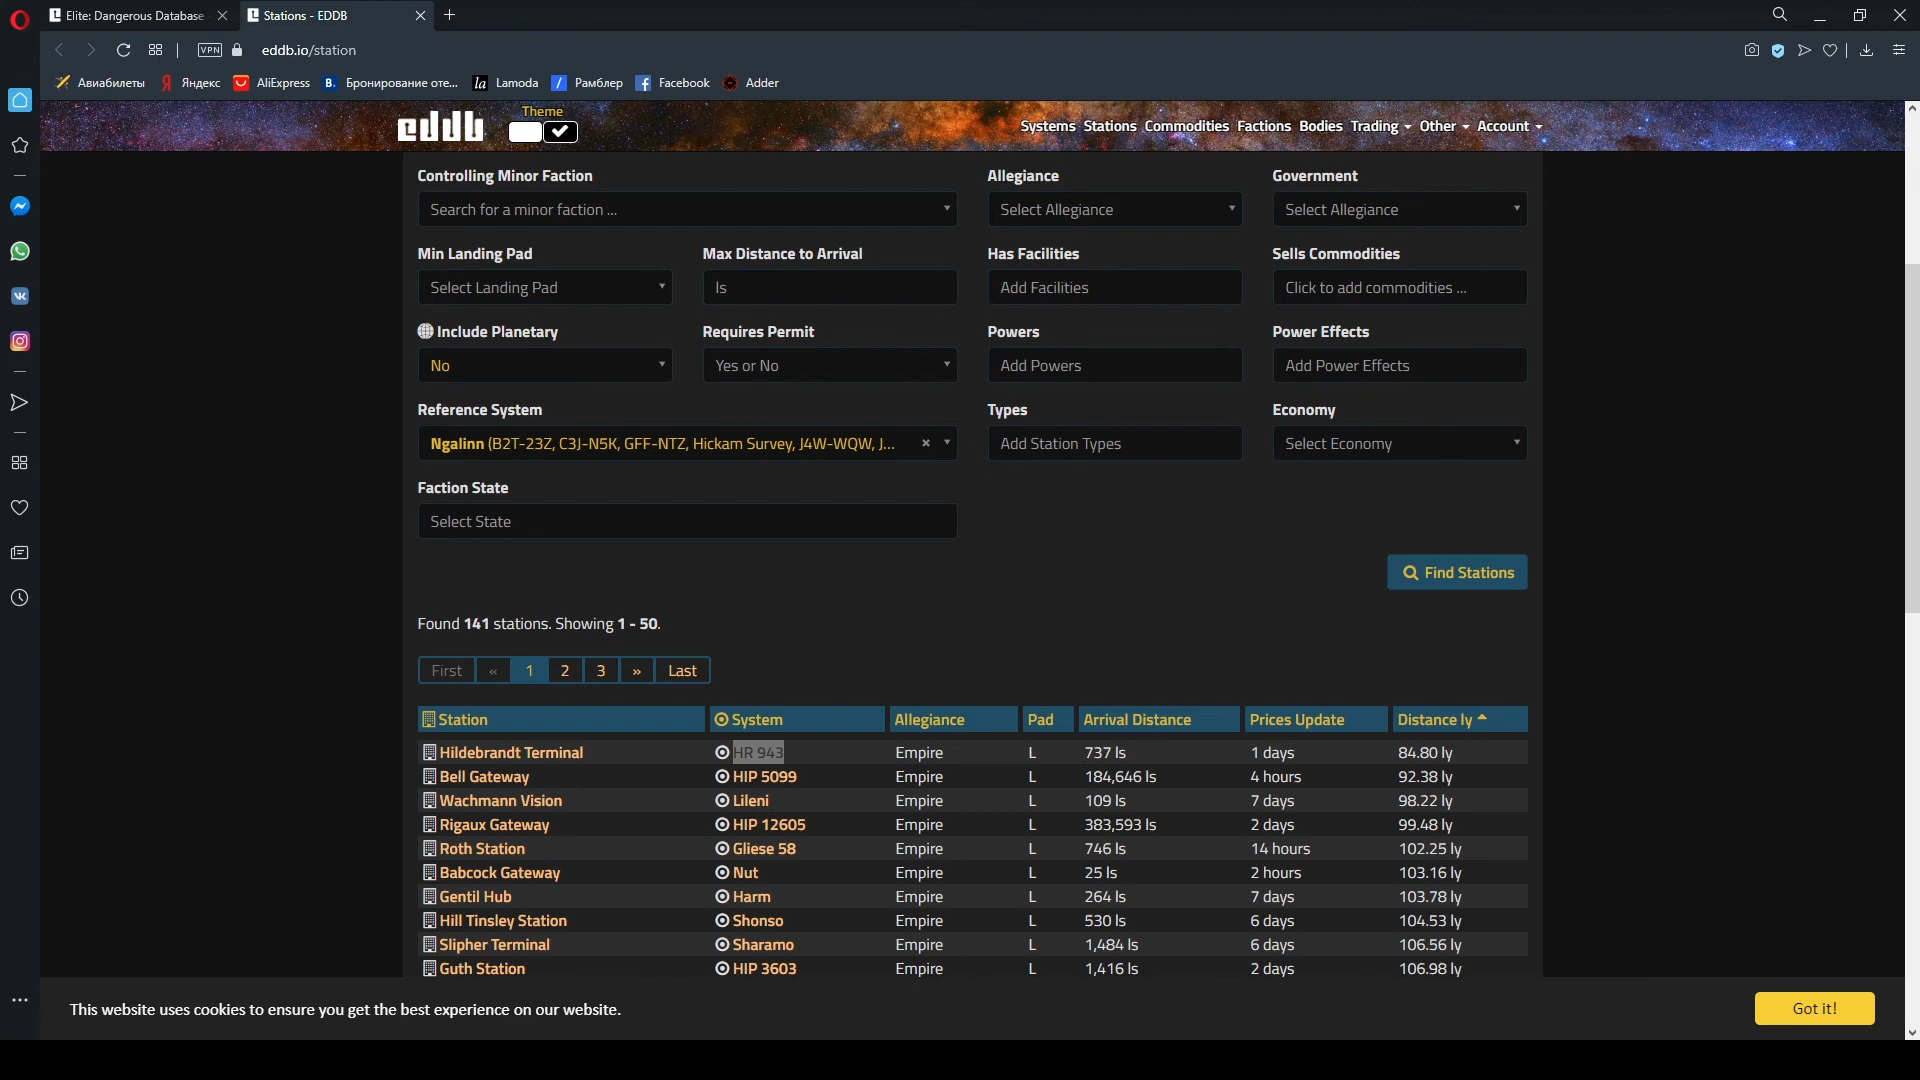 Elite: Dangerous Database
Stations - EDDB
VPN
eddb.io/station
Авиабилеты
Яндекс
AliExpress
B. Бронирование оте...
la Lamoda
Рамблер
Facebook
Adder
eddb
Theme
Systems Stations Commodities Factions Bodies Trading Other Account
Controlling Minor Faction
Allegiance
Government
Search for a minor faction ...
Select Allegiance
Select Allegiance
Min Landing Pad
Max Distance to Arrival
Has Facilities
Sells Commodities
Select Landing Pad
ls
Add Facilities
Click to add commodities ...
Include Planetary
Requires Permit
Powers
Power Effects
No
Yes or No
Add Powers
Add Power Effects
Reference System
Types
Economy
Ngalinn (B2T-23Z, C3J-N5K, GFF-NTZ, Hickam Survey, J4W-WQW, J...
Add Station Types
Select Economy
Faction State
Select State
Find Stations
Found 141 stations. Showing 1 - 50.
First « 1 2 3 » Last
Station System Allegiance Pad Arrival Distance Prices Update Distance ly
Hildebrandt Terminal HR 943 Empire L 737 ls 1 days 84.80 ly
Bell Gateway HIP 5099 Empire L 184,646 ls 4 hours 92.38 ly
Wachmann Vision Lileni Empire L 109 ls 7 days 98.22 ly
Rigaux Gateway HIP 12605 Empire L 383,593 ls 2 days 99.48 ly
Roth Station Gliese 58 Empire L 746 ls 14 hours 102.25 ly
Babcock Gateway Nut Empire L 25 ls 2 hours 103.16 ly
Gentil Hub Harm Empire L 264 ls 7 days 103.78 ly
Hill Tinsley Station Shonso Empire L 530 ls 6 days 104.53 ly
Slipher Terminal Sharamo Empire L 1,484 ls 6 days 106.56 ly
Guth Station HIP 3603 Empire L 1,416 ls 2 days 106.98 ly
This website uses cookies to ensure you get the best experience on our website.
Got it!